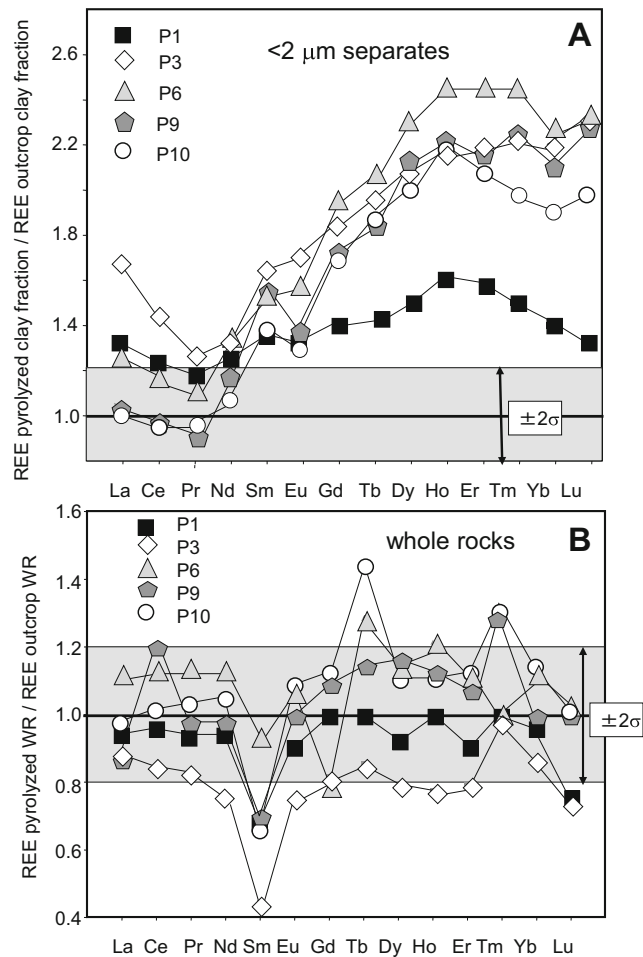 2.6
2.2
1.8
1.4
1.0
REE pyrolyzed clay fraction / REE outcrop clay fraction
P1
P3
P6
P9
P10
<2 μm separates
A
±2σ
La Ce Pr Nd Sm Eu Gd Tb Dy Ho Er Tm Yb Lu
1.6
1.4
1.2
1.0
0.8
0.6
0.4
REE pyrolyzed WR / REE outcrop WR
P1
P3
P6
P9
P10
whole rocks
B
±2σ
La Ce Pr Nd Sm Eu Gd Tb Dy Ho Er Tm Yb Lu